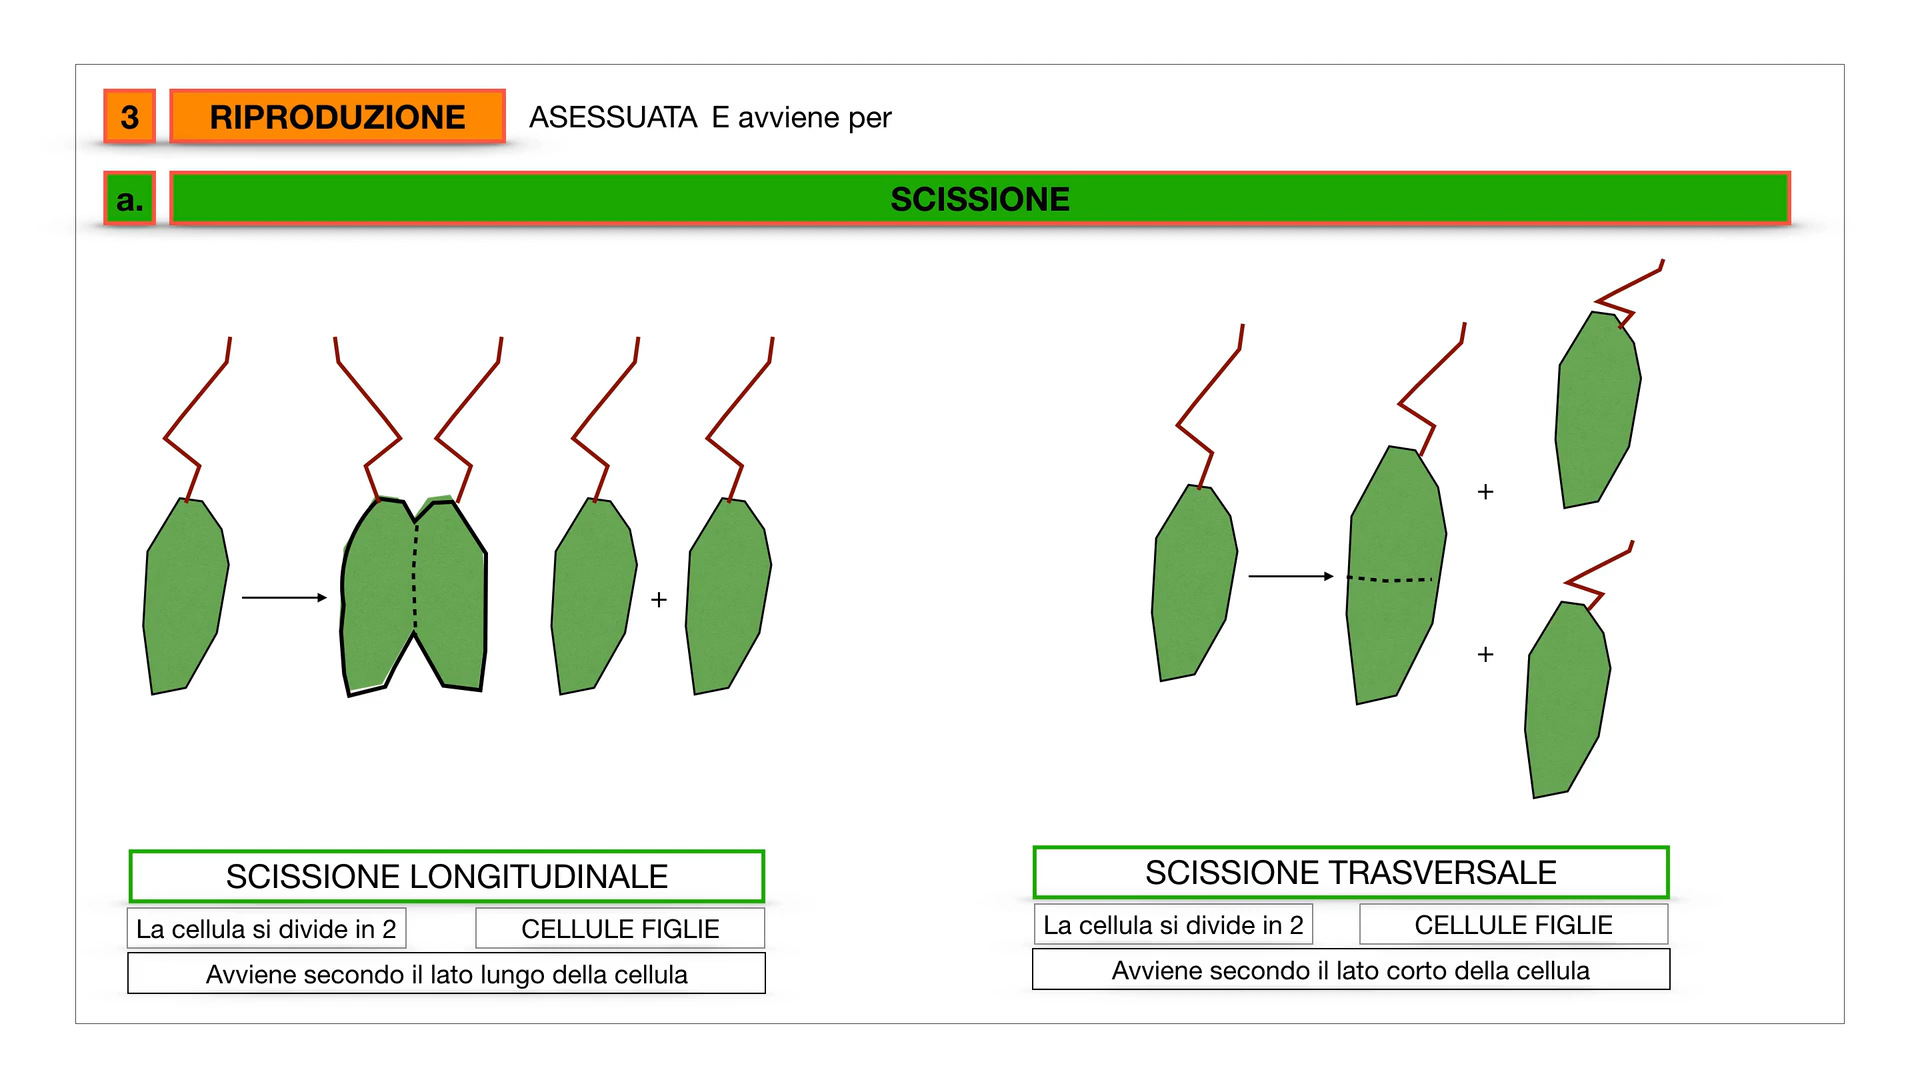 3 RIPRODUZIONE ASESSUATA E avviene per
a. SCISSIONE
+
+
+
SCISSIONE LONGITUDINALE
La cellula si divide in 2 CELLULE FIGLIE
Avviene secondo il lato lungo della cellula
SCISSIONE TRASVERSALE
La cellula si divide in 2 CELLULE FIGLIE
Avviene secondo il lato corto della cellula